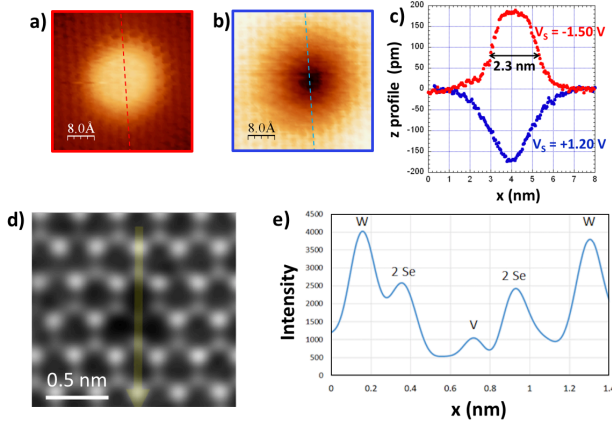 a)
8.0Å
b)
8.0Å
c)
z profile (pm)
200
150
100
50
0
-50
-100
-150
-200
V_S = -1.50 V
2.3 nm
V_S = +1.20 V
0 1 2 3 4 5 6 7 8
x (nm)
d)
0.5 nm
e)
Intensity
4500
4000
3500
3000
2500
2000
1500
1000
500
0
W
2 Se
V
2 Se
W
0 0.2 0.4 0.6 0.8 1 1.2 1.4
x (nm)